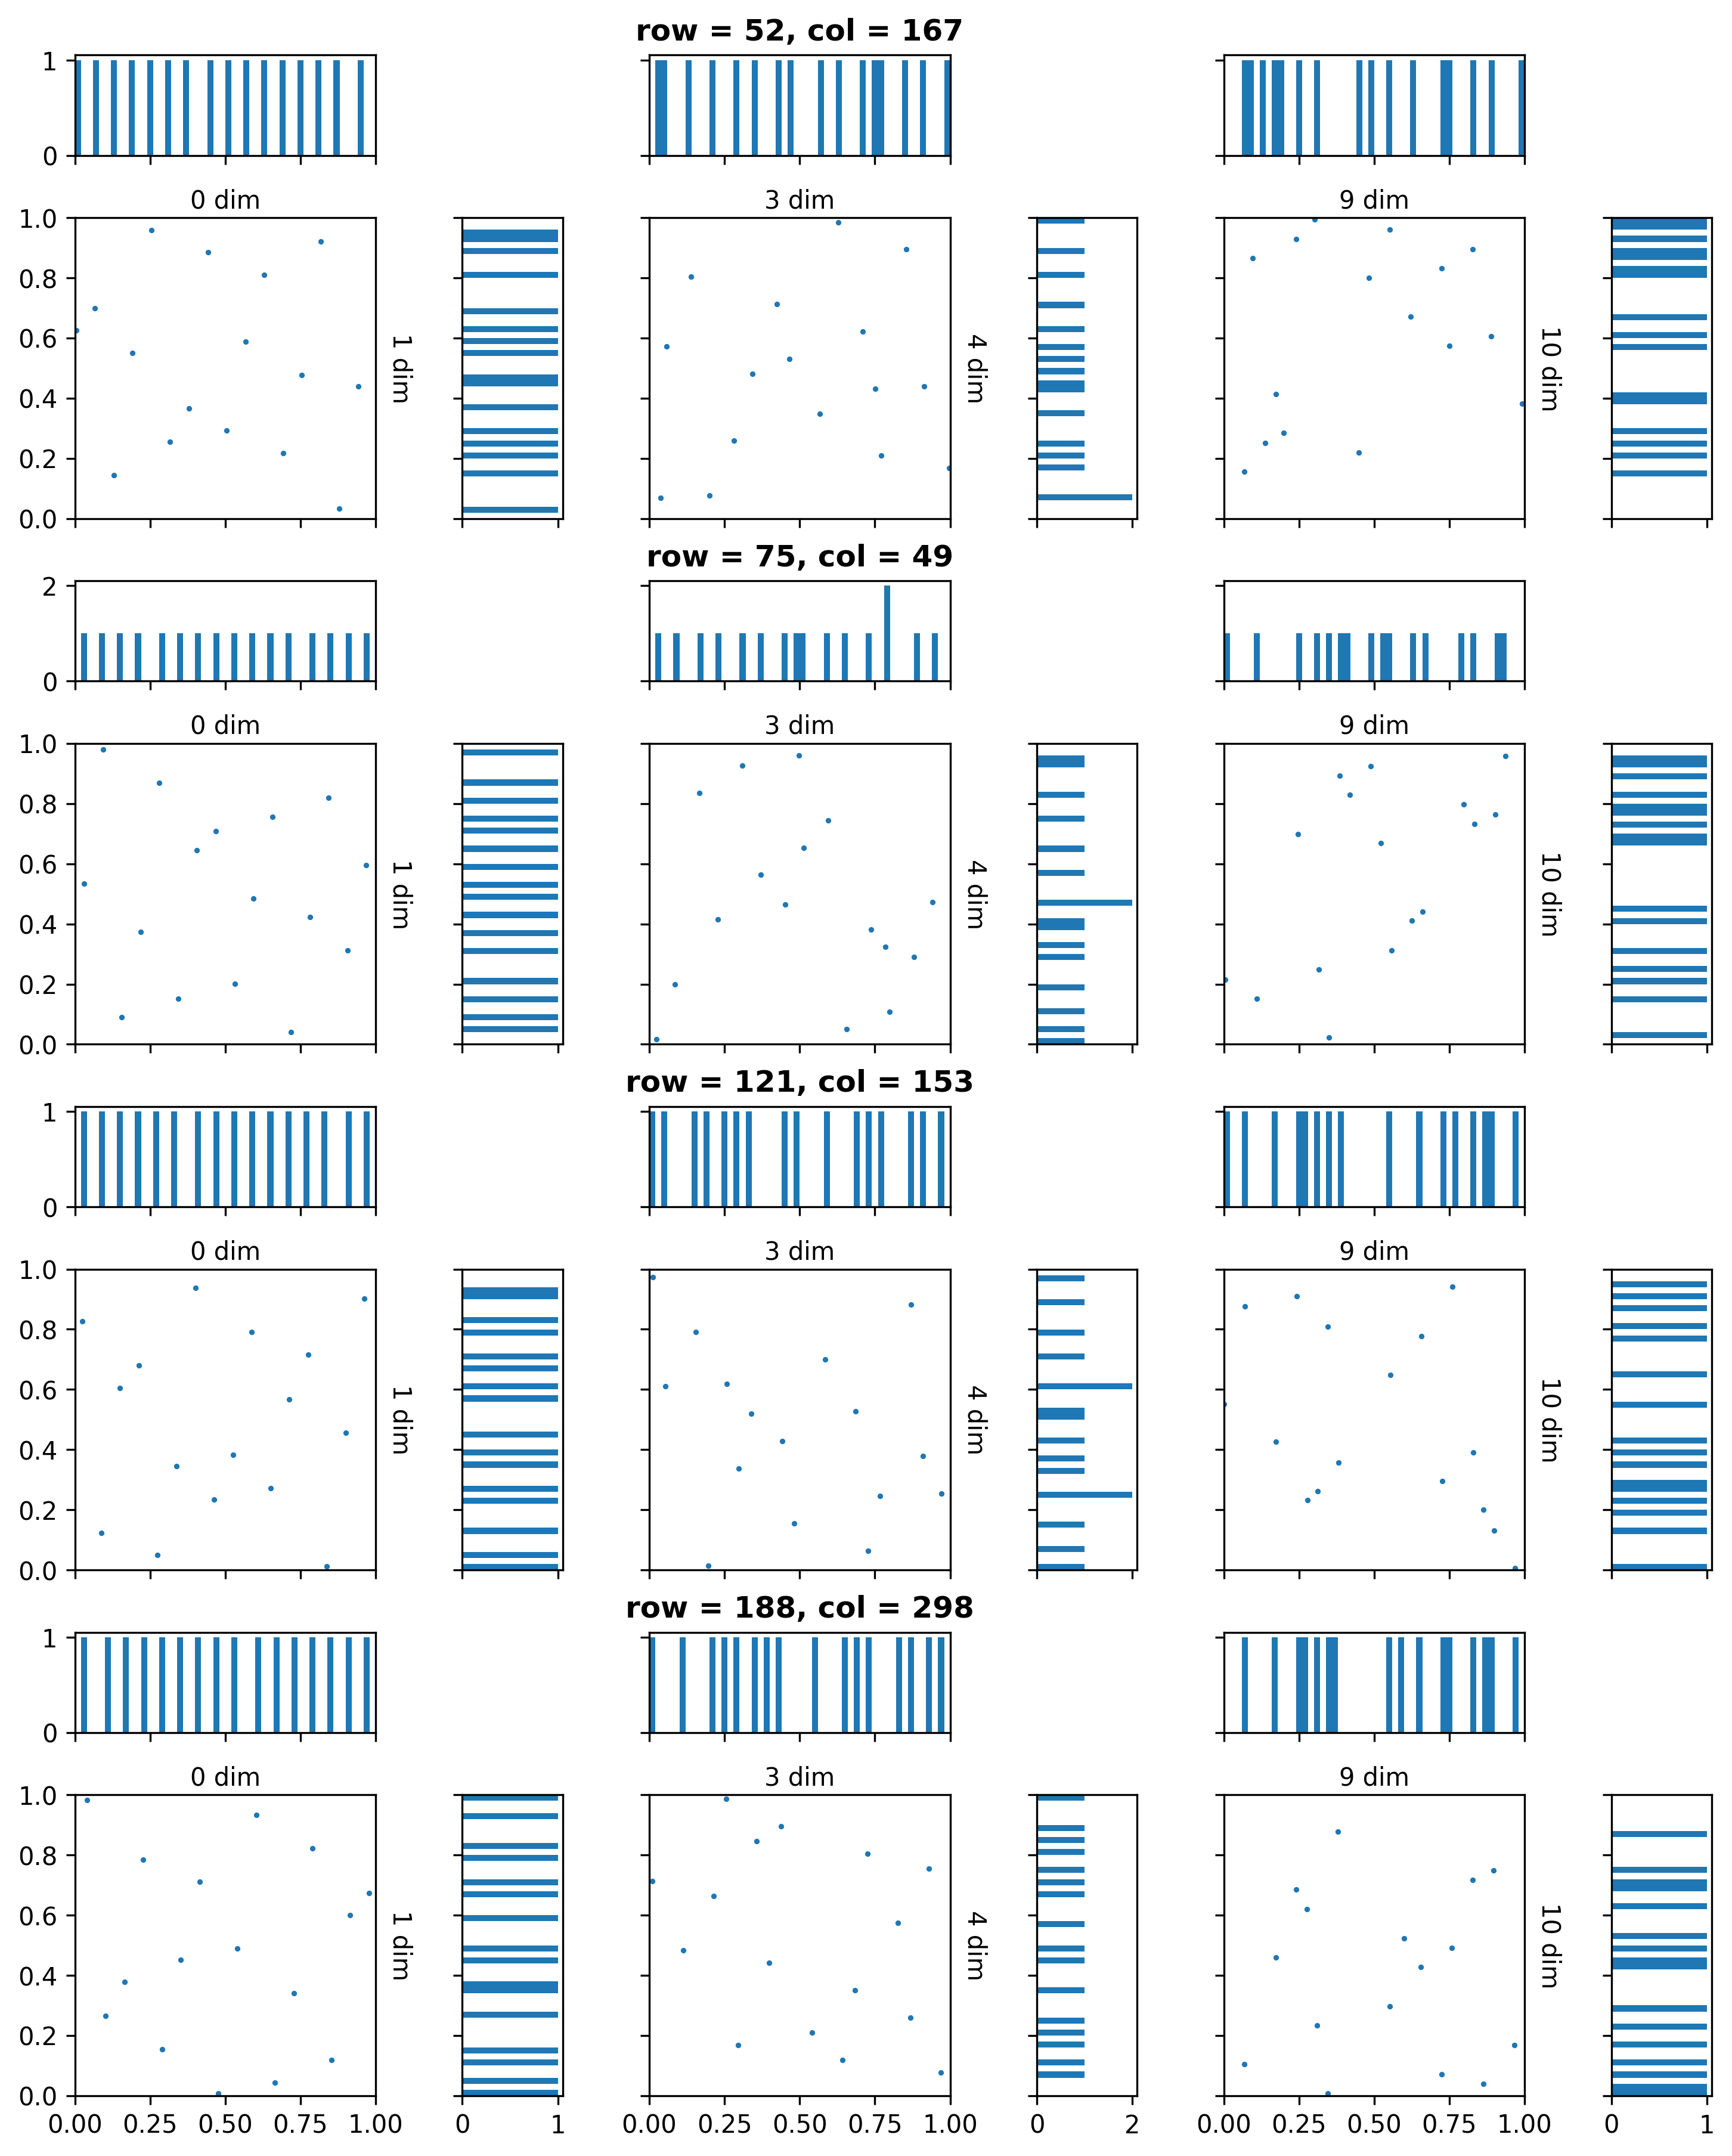 row = 52, col = 167
1
0
0 dim
3 dim
9 dim
1.0
0.8
0.6
0.4
0.2
0.0
1 dim
4 dim
10 dim
row = 75, col = 49
2
0
0 dim
3 dim
9 dim
1.0
0.8
0.6
0.4
0.2
0.0
1 dim
4 dim
10 dim
row = 121, col = 153
1
0
0 dim
3 dim
9 dim
1.0
0.8
0.6
0.4
0.2
0.0
1 dim
4 dim
10 dim
row = 188, col = 298
1
0
0 dim
3 dim
9 dim
1.0
0.8
0.6
0.4
0.2
0.0
1 dim
4 dim
10 dim
0.00 0.25 0.50 0.75 1.00 0 1 0.00 0.25 0.50 0.75 1.00 0 2 0.00 0.25 0.50 0.75 1.00 0 1